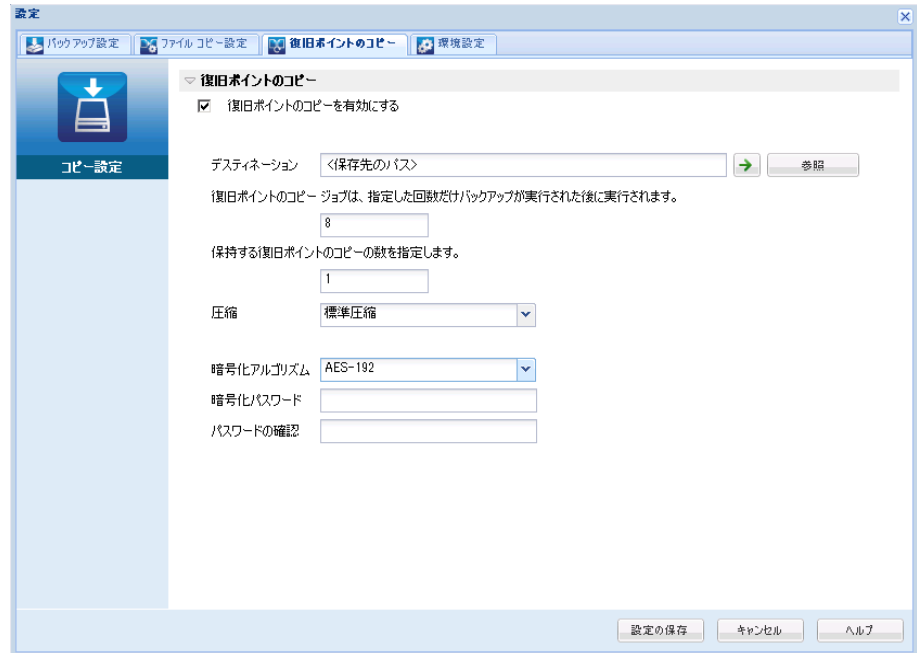 設定
バックアップ設定
ファイル コピー設定
復旧ポイントのコピー
環境設定
コピー設定
復旧ポイントのコピー
復旧ポイントのコピーを有効にする
デスティネーション <保存先のパス> 参照
復旧ポイントのコピー ジョブは、指定した回数だけバックアップが実行された後に実行されます。
8
保持する復旧ポイントのコピーの数を指定します。
1
圧縮 標準圧縮
暗号化アルゴリズム AES-192
暗号化パスワード
パスワードの確認
設定の保存 キャンセル ヘルプ